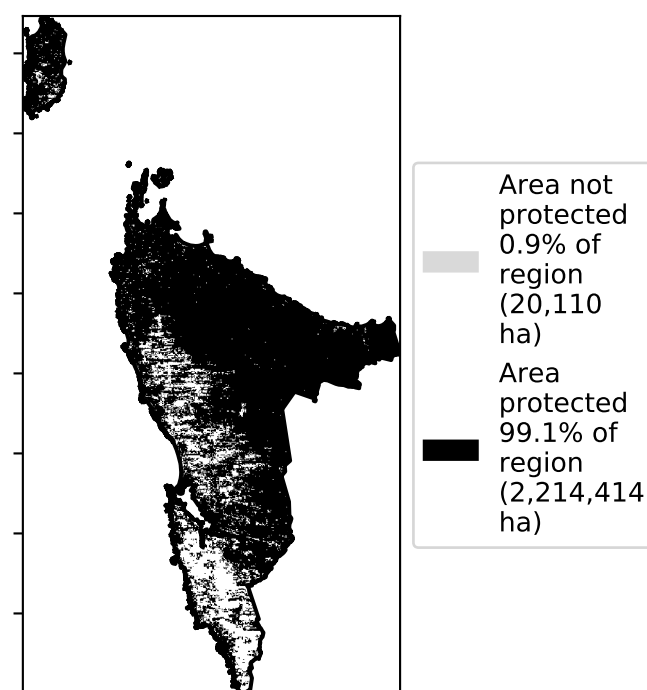 Area not
protected
0.9% of
region
(20,110
ha)
Area
protected
99.1% of
region
(2,214,414
ha)